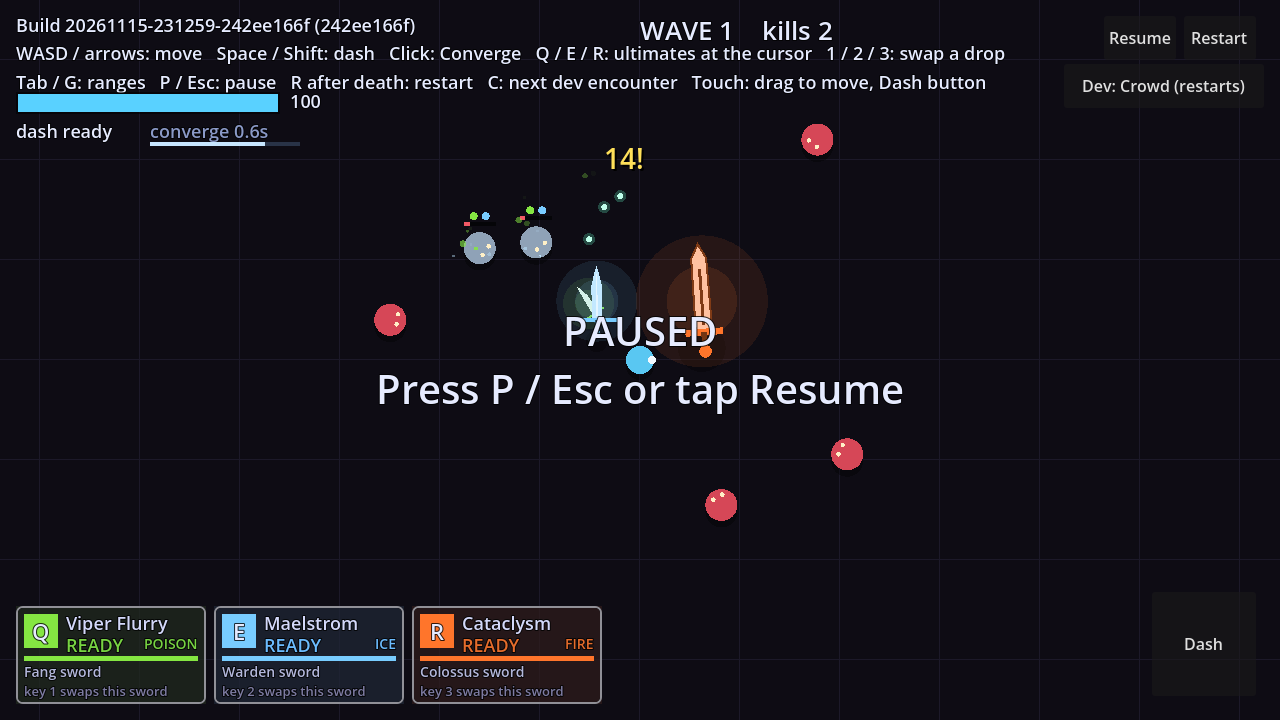 Build 20261115-231259-242ee166f (242ee166f)
WAVE 1 kills 2
Resume
Restart
WASD / arrows: move Space / Shift: dash Click: Converge Q / E / R: ultimates at the cursor 1 / 2 / 3: swap a drop
Tab / G: ranges P / Esc: pause R after death: restart C: next dev encounter Touch: drag to move, Dash button
Dev: Crowd (restarts)
100
dash ready converge 0.6s
14!
PAUSED
Press P / Esc or tap Resume
Q Viper Flurry
READY POISON
Fang sword
key 1 swaps this sword
E Maelstrom
READY ICE
Warden sword
key 2 swaps this sword
R Cataclysm
READY FIRE
Colossus sword
key 3 swaps this sword
Dash